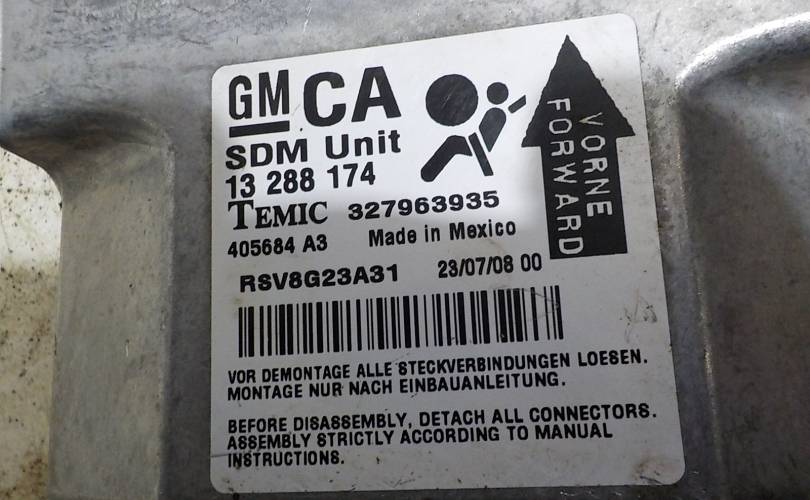 GM CA
SDM Unit
13 288 174
TEMIC 327963935
405684 A3 Made in Mexico
RSV8G23A31 23/07/08 00
VORNE
FORWARD
VOR DEMONTAGE ALLE STECKVERBINDUNGEN LOESEN.
MONTAGE NUR NACH EINBAUANLEITUNG.
BEFORE DISASSEMBLY, DETACH ALL CONNECTORS.
ASSEMBLY STRICTLY ACCORDING TO MANUAL
INSTRUCTIONS.